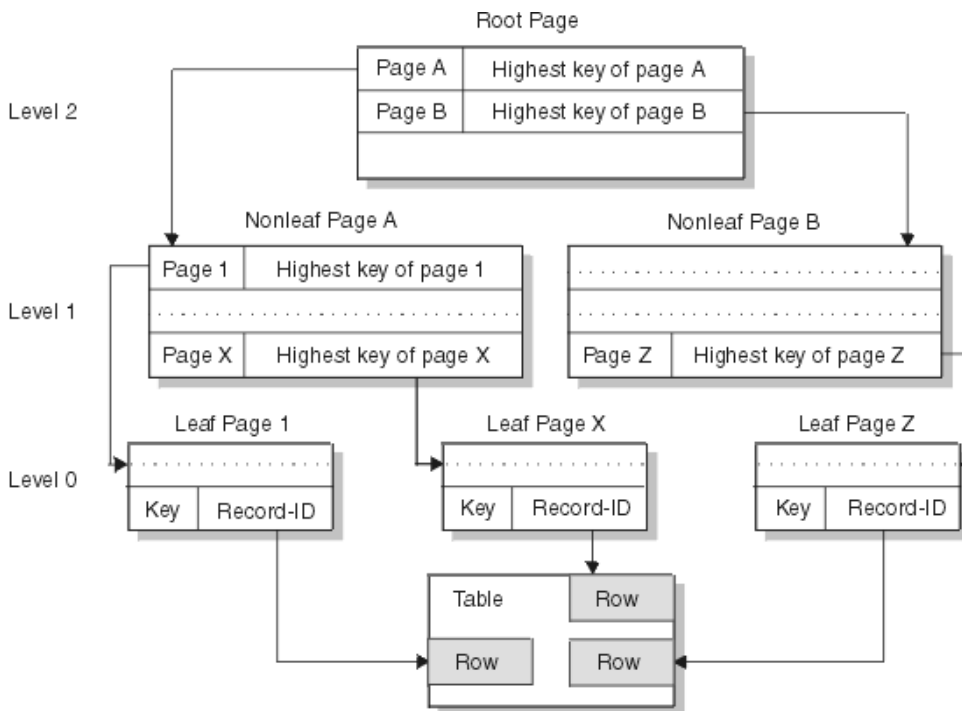 Root Page
Page A Highest key of page A
Level 2
Page B Highest key of page B
Nonleaf Page A Nonleaf Page B
Page 1 Highest key of page 1
Level 1
Page X Highest key of page X Page Z Highest key of page Z
Leaf Page 1 Leaf Page X Leaf Page Z
Level 0
Key Record-ID Key Record-ID Key Record-ID
Table Row
Row Row